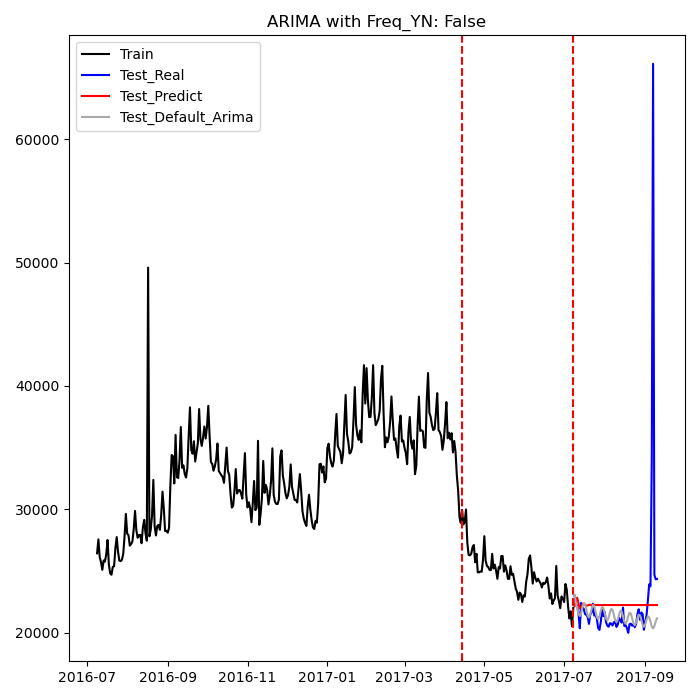 ARIMA with Freq_YN: False
Train
Test_Real
Test_Predict
Test_Default_Arima
60000
50000
40000
30000
20000
2016-07 2016-09 2016-11 2017-01 2017-03 2017-05 2017-07 2017-09